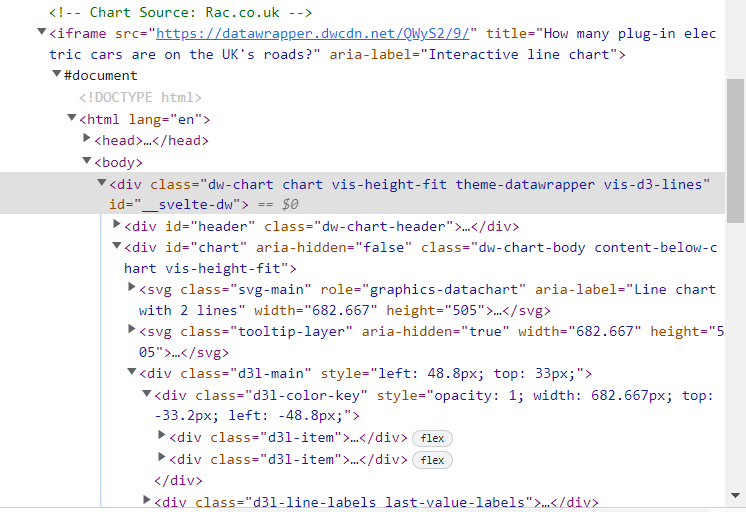 <!-- Chart Source: Rac.co.uk -->
<iframe src="https://datawrapper.dwcdn.net/QWyS2/9/" title="How many plug-in elec
tric cars are on the UK's roads?" aria-label="Interactive line chart">
#document
<!DOCTYPE html>
<html lang="en">
<head>…</head>
<body>
<div class="dw-chart chart vis-height-fit theme-datawrapper vis-d3-lines"
id="__svelte-dw"> == $0
<div id="header" class="dw-chart-header">…</div>
<div id="chart" aria-hidden="false" class="dw-chart-body content-below-c
hart vis-height-fit">
<svg class="svg-main" role="graphics-datachart" aria-label="Line chart
with 2 lines" width="682.667" height="505">…</svg>
<svg class="tooltip-layer" aria-hidden="true" width="682.667" height="5
05">…</svg>
<div class="d3l-main" style="left: 48.8px; top: 33px;">
<div class="d3l-color-key" style="opacity: 1; width: 682.667px; top:
-33.2px; left: -48.8px;">
<div class="d3l-item">…</div> flex
<div class="d3l-item">…</div> flex
</div>
<div class="d3l-line-labels last-value-labels">…</div>